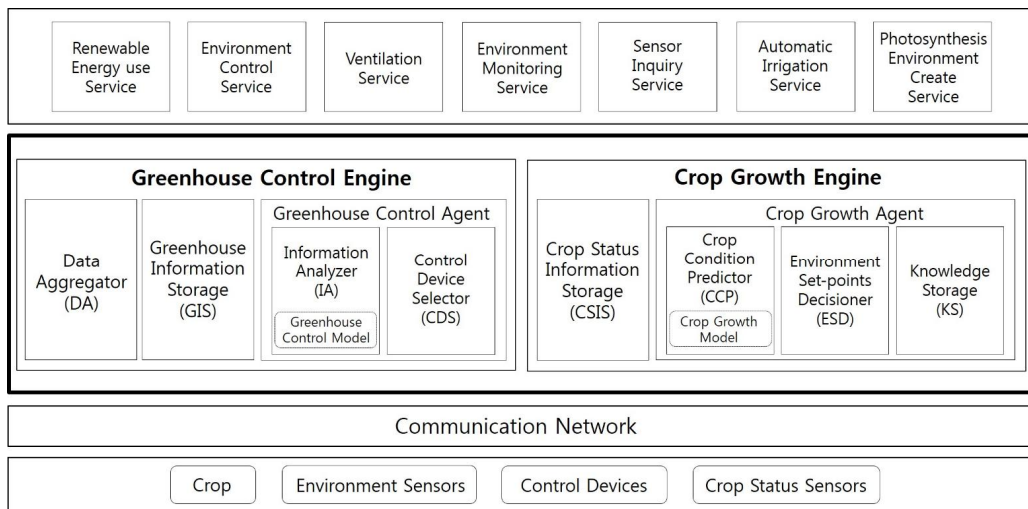 Renewable
Energy use
Service
Environment
Control
Service
Ventilation
Service
Environment
Monitoring
Service
Sensor
Inquiry
Service
Automatic
Irrigation
Service
Photosynthesis
Environment
Create
Service
Greenhouse Control Engine
Data
Aggregator
(DA)
Greenhouse
Information
Storage
(GIS)
Greenhouse Control Agent
Information
Analyzer
(IA)
Greenhouse
Control Model
Control
Device
Selector
(CDS)
Crop Growth Engine
Crop Status
Information
Storage
(CSIS)
Crop Growth Agent
Crop
Condition
Predictor
(CCP)
Crop Growth
Model
Environment
Set-points
Decisioner
(ESD)
Knowledge
Storage
(KS)
Communication Network
Crop
Environment Sensors
Control Devices
Crop Status Sensors